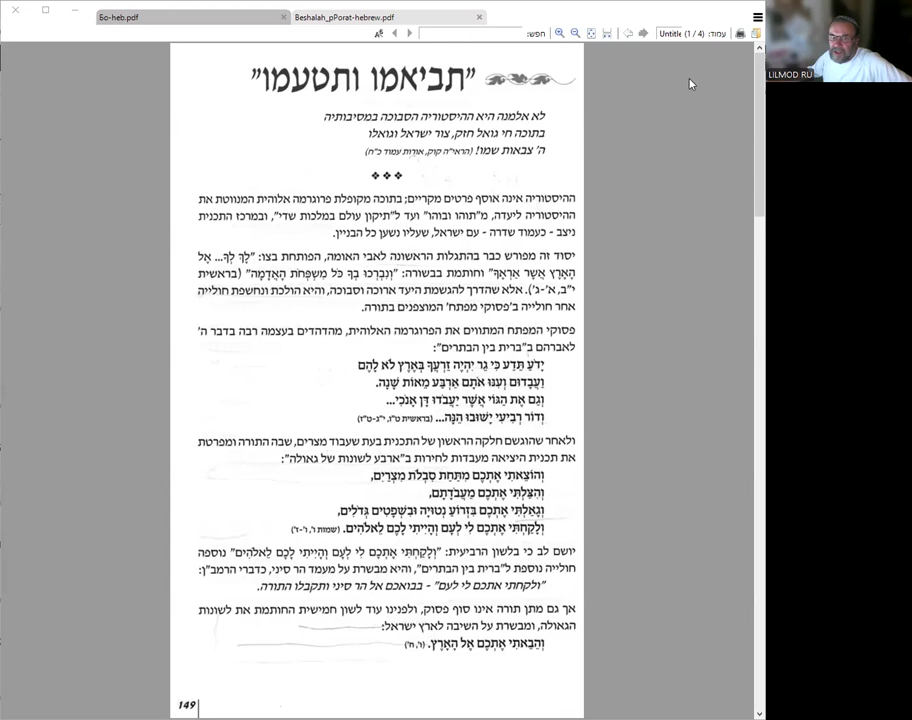 Бо-heb.pdf
Beshalah_pPorat-hebrew.pdf
חפש:
עמוד: (1 / 4) Untitle
LILMOD RU
"תביאמו ותטעמו"
לא אלמנה היא ההיסטוריה הסבוכה במסיבותיה
בתוכה חי גואל חזק, צור ישראל וגואלו
ה' צבאות שמו! (הראי"ה קוק, אורות עמוד כ"ח)
ההיסטוריה אינה אוסף פרטים מקריים; בתוכה מקופלת פרוגרמה אלוהית המנווטת את
ההיסטוריה ליעדה, מ"תוהו ובוהו" ועד ל"תיקון עולם במלכות שדי", ובמרכז התכנית
ניצב - כעמוד שדרה - עם ישראל, שעליו נשען כל הבניין.
יסוד זה מפורש כבר בהתגלות הראשונה לאבי האומה, הפותחת בצו: "לֶךְ לְךָ... אֶל
הָאָרֶץ אֲשֶׁר אַרְאֶךָּ" וחותמת בבשורה: "וְנִבְרְכוּ בְךָ כֹּל מִשְׁפְּחֹת הָאֲדָמָה" (בראשית
י"ב, א'-ג'). אלא שהדרך להגשמת היעד ארוכה וסבוכה, והיא הולכת ונחשפת חולייה
אחר חולייה ב'פסוקי מפתח' המוצפנים בתורה.
פסוקי המפתח המתווים את הפרוגרמה האלוהית, מהדהדים בעצמה רבה בדבר ה'
לאברהם ב"ברית בין הבתרים":
יָדֹעַ תֵּדַע כִּי גֵר יִהְיֶה זַרְעֲךָ בְּאֶרֶץ לֹא לָהֶם
וַעֲבָדוּם וְעִנּוּ אֹתָם אַרְבַּע מֵאוֹת שָׁנָה.
וְגַם אֶת הַגּוֹי אֲשֶׁר יַעֲבֹדוּ דָּן אָנֹכִי...
וְדוֹר רְבִיעִי יָשׁוּבוּ הֵנָּה... (בראשית ט"ו, י"ג-ט"ז)
ולאחר שהוגשם חלקה הראשון של התכנית בעת שעבוד מצרים, שבה התורה ומפרטת
את תכנית היציאה מעבדות לחירות ב"ארבע לשונות של גאולה":
וְהוֹצֵאתִי אֶתְכֶם מִתַּחַת סִבְלֹת מִצְרַיִם,
וְהִצַּלְתִּי אֶתְכֶם מֵעֲבֹדָתָם,
וְגָאַלְתִּי אֶתְכֶם בִּזְרוֹעַ נְטוּיָה וּבִשְׁפָטִים גְּדֹלִים,
וְלָקַחְתִּי אֶתְכֶם לִי לְעָם וְהָיִיתִי לָכֶם לֵאלֹהִים. (שמות ו', ו'-ז')
יושם לב כי בלשון הרביעית: "וְלָקַחְתִּי אֶתְכֶם לִי לְעָם וְהָיִיתִי לָכֶם לֵאלֹהִים" נוספה
חולייה נוספת ל"ברית בין הבתרים", והיא מבשרת על מעמד הר סיני, כדברי הרמב"ן:
"ולקחתי אתכם לי לעם" - בבואכם אל הר סיני ותקבלו התורה.
אך גם מתן תורה אינו סוף פסוק, ולפנינו עוד לשון חמישית החותמת את לשונות
הגאולה, ומבשרת על השיבה לארץ ישראל:
וְהֵבֵאתִי אֶתְכֶם אֶל הָאָרֶץ. (ו', ח')
149